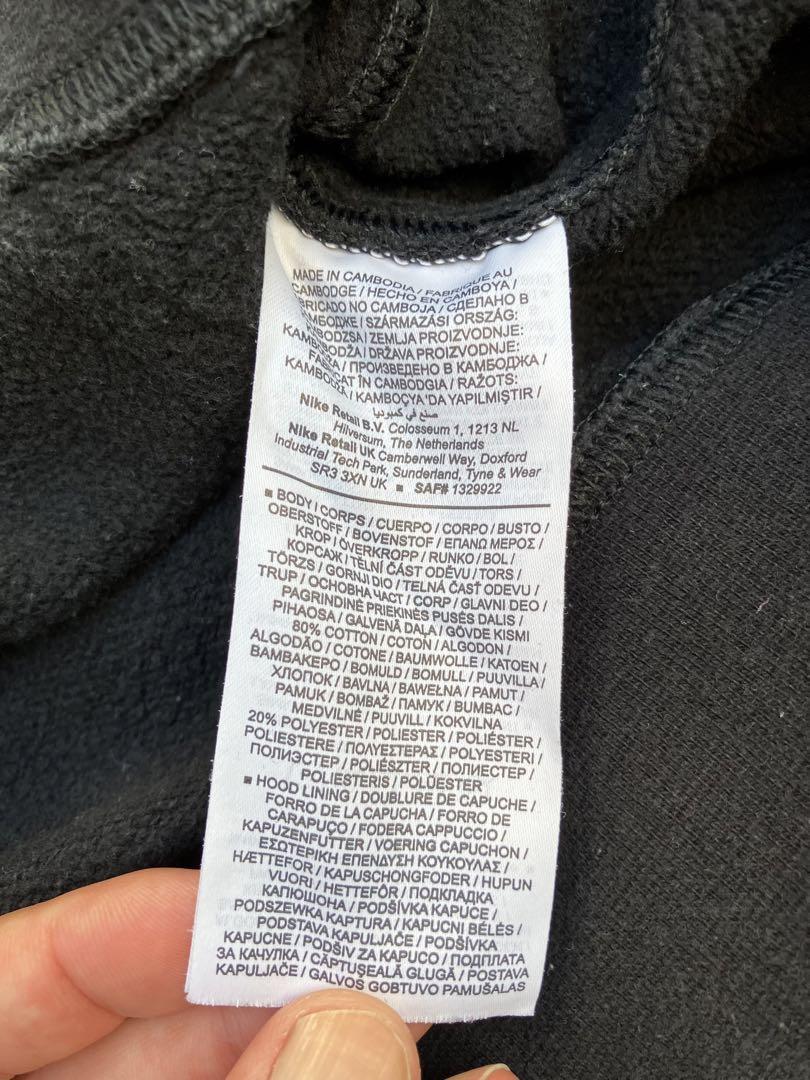 MADE IN CAMBODIA / FABRIQUE AU
CAMBODGE / HECHO EN CAMBOYA /
BRICADO NO CAMBOJA / СДЕЛАНО В
АМБОДЖЕ / SZÁRMAZÁSI ORSZÁG:
KAMBODZSA / ZEMLJA PROIZVODNJE:
KAMBODŽA / DRŽAVA PROIZVODNJE:
/ ПРОИЗВЕДЕНО В КАМБОДЖА /
CAT ÎN CAMBODGIA / RAŽOTS:
KAMBODŽA / KAMBOÇYA'DA YAPILMIŞTIR /
صنع في كمبوديا
Nike Retail B.V. Colosseum 1, 1213 NL
Hilversum, The Netherlands
Nike Retail UK Camberwell Way, Doxford
Industrial Tech Park, Sunderland, Tyne & Wear
SR3 3XN UK ■ SAF# 1329922
■ BODY / CORPS / CUERPO / CORPO / BUSTO /
OBERSTOFF / BOVENSTOF / ΕΠΑΝΩ ΜΕΡΟΣ /
KROP / ÖVERKROPP / RUNKO / BOL /
КОРСАЖ / TĚLNÍ ČÁST ODĚVU / TORS /
TÖRZS / GORNJI DIO / TELNÁ ČASŤ ODEVU /
TRUP / ОСНОВНА ЧАСТ / CORP / GLAVNI DEO /
PAGRINDINĖ PRIEKINĖS PUSĖS DALIS /
PIHAOSA / GALVENĀ DAĻA / GÖVDE KISMI
80% COTTON / COTON / ALGODON /
ALGODÃO / COTONE / BAUMWOLLE / KATOEN /
ΒΑΜΒΑΚΕΡΟ / BOMULD / BOMULL / PUUVILLA /
ХЛОПОК / BAVLNA / BAWEŁNA / PAMUT /
PAMUK / BOMBAŽ / ПАМУК / BUMBAC /
MEDVILNĖ / PUUVILL / KOKVILNA
20% POLYESTER / POLIESTER / POLIÉSTER /
POLIESTERE / ΠΟΛΥΕΣΤΕΡΑΣ / POLYESTERI /
ПОЛИЭСТЕР / POLIÉSZTER / ПОЛИЕСТЕР /
POLIESTERIS / POLÜESTER
■ HOOD LINING / DOUBLURE DE CAPUCHE /
FORRO DE LA CAPUCHA / FORRO DE
CARAPUÇO / FODERA CAPPUCCIO /
KAPUZENFUTTER / VOERING CAPUCHON /
ΕΣΩΤΕΡΙΚΗ ΕΠΕΝΔΥΣΗ ΚΟΥΚΟΥΛΑΣ /
HÆTTEFOR / KAPUSCHONGFODER / HUPUN
VUORI / HETTEFÔR / ПОДКЛАДКА
КАПЮШОНА / PODŠÍVKA KAPUCE /
PODSZEWKA KAPTURA / KAPUCNI BÉLÉS /
PODSTAVA KAPULJAČE / PODŠÍVKA
KAPUCNE / PODŠIV ZA KAPUCO / ПОДПЛАТА
ЗА КАЧУЛКА / CĂPTUŞEALĂ GLUGĂ / POSTAVA
KAPULJAČE / GALVOS GOBTUVO PAMUŠALAS